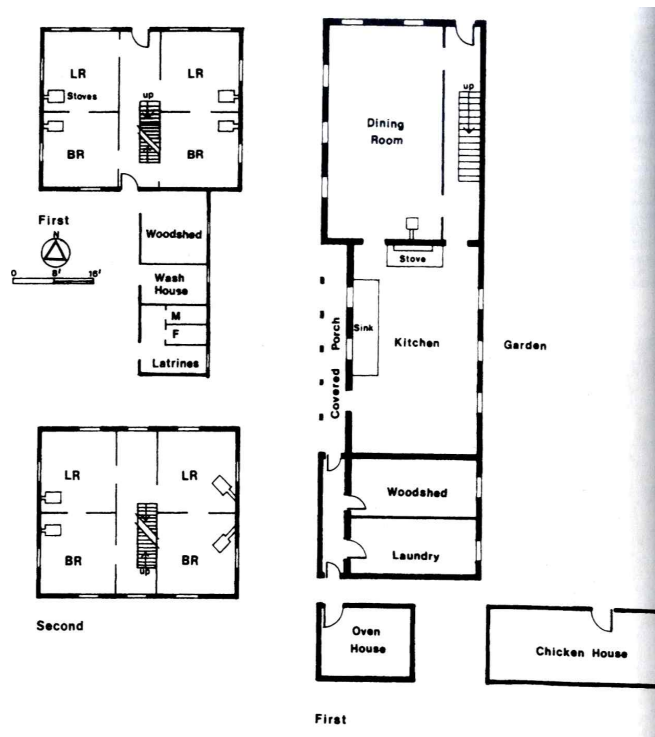 LR
LR
Stoves
up
BR
BR
First
N
0 8' 16'
Woodshed
Wash
House
M
F
Latrines
LR
LR
BR
BR
up
Second
Dining
Room
up
Stove
Sink
Kitchen
Covered Porch
Garden
Woodshed
Laundry
Oven
House
Chicken House
First